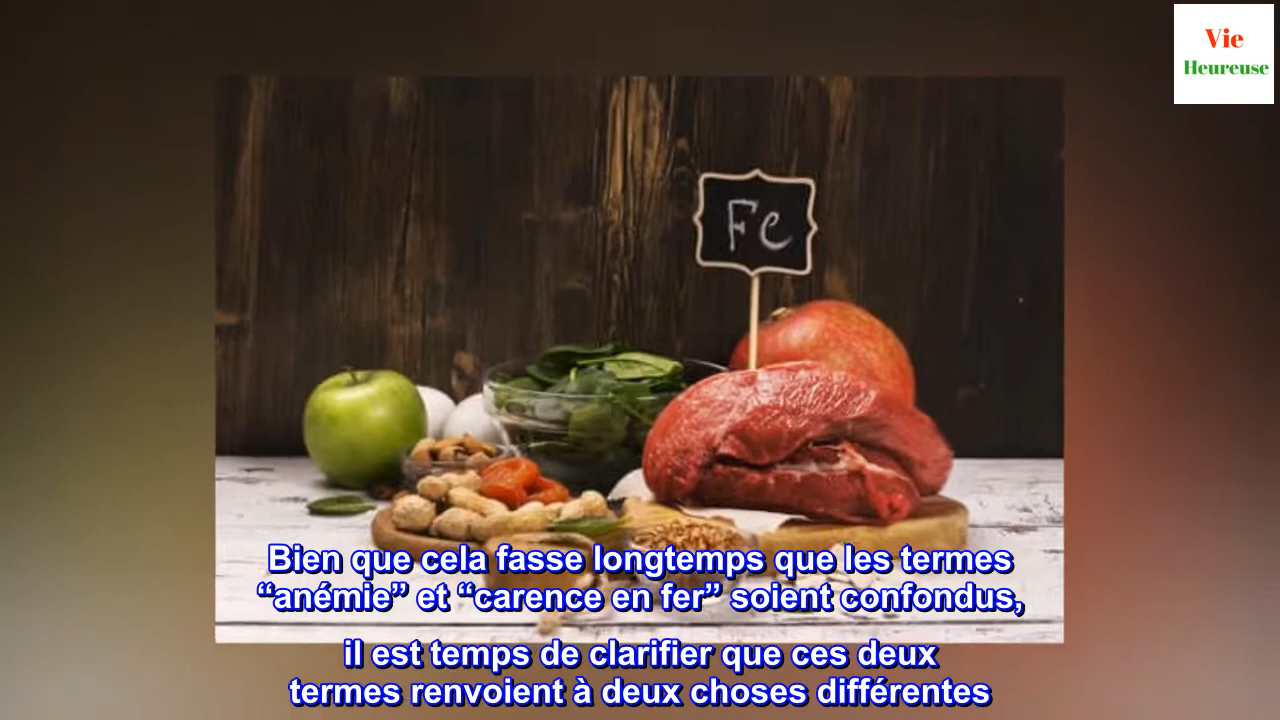 Vie
Heureuse
Fe
Bien que cela fasse longtemps que les termes
“anémie” et “carence en fer” soient confondus,
il est temps de clarifier que ces deux
termes renvoient à deux choses différentes